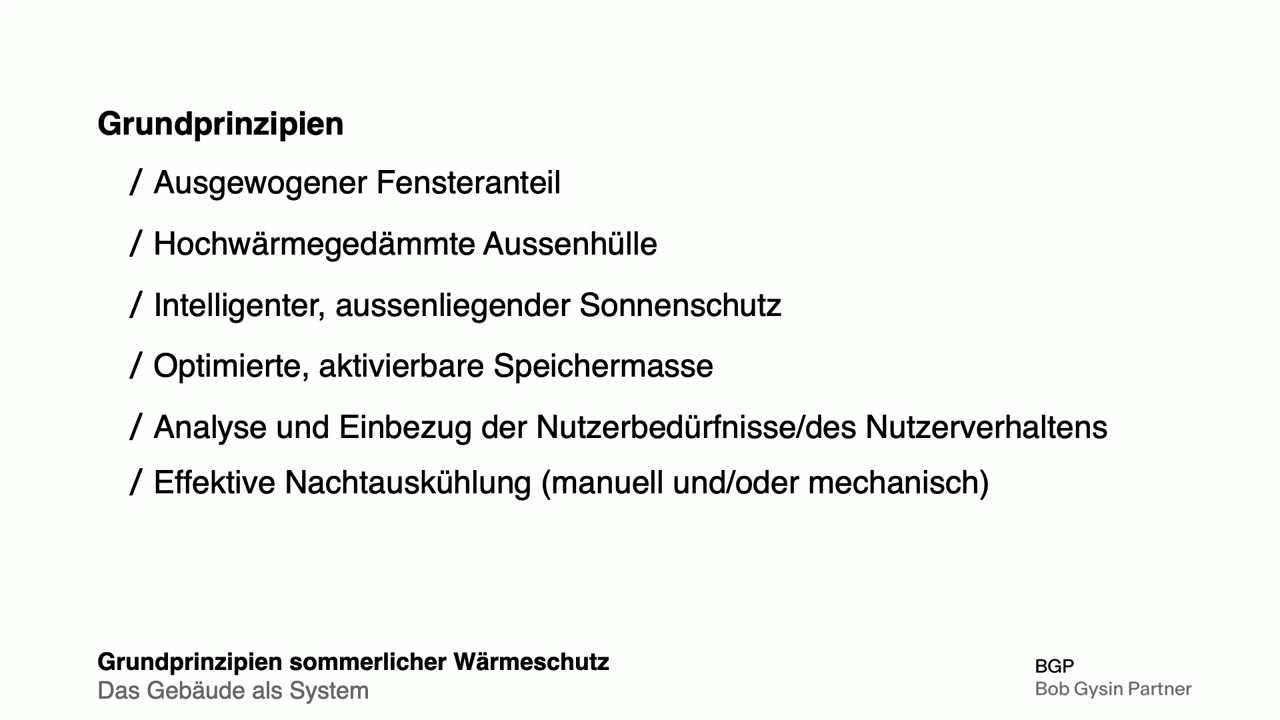 Grundprinzipien
/ Ausgewogener Fensteranteil
/ Hochwärmegedämmte Aussenhülle
/ Intelligenter, aussenliegender Sonnenschutz
/ Optimierte, aktivierbare Speichermasse
/ Analyse und Einbezug der Nutzerbedürfnisse/des Nutzerverhaltens
/ Effektive Nachtauskühlung (manuell und/oder mechanisch)
Grundprinzipien sommerlicher Wärmeschutz
Das Gebäude als System
BGP
Bob Gysin Partner